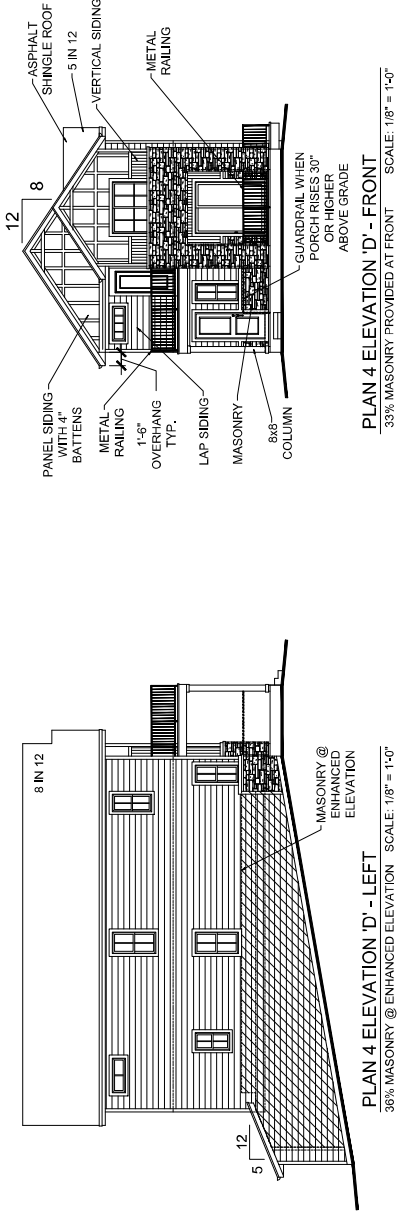 8 IN 12
12
5
MASONRY @
ENHANCED
ELEVATION
PLAN 4 ELEVATION 'D' - LEFT
36% MASONRY @ ENHANCED ELEVATION SCALE: 1/8" = 1'-0"
PANEL SIDING
WITH 4"
BATTENS
METAL
RAILING
1'-6"
OVERHANG
TYP.
LAP SIDING
MASONRY
8x8
COLUMN
12
8
ASPHALT
SHINGLE ROOF
5 IN 12
VERTICAL SIDING
METAL
RAILING
GUARDRAIL WHEN
PORCH RISES 30"
OR HIGHER
ABOVE GRADE
PLAN 4 ELEVATION 'D' - FRONT
33% MASONRY PROVIDED AT FRONT SCALE: 1/8" = 1'-0"